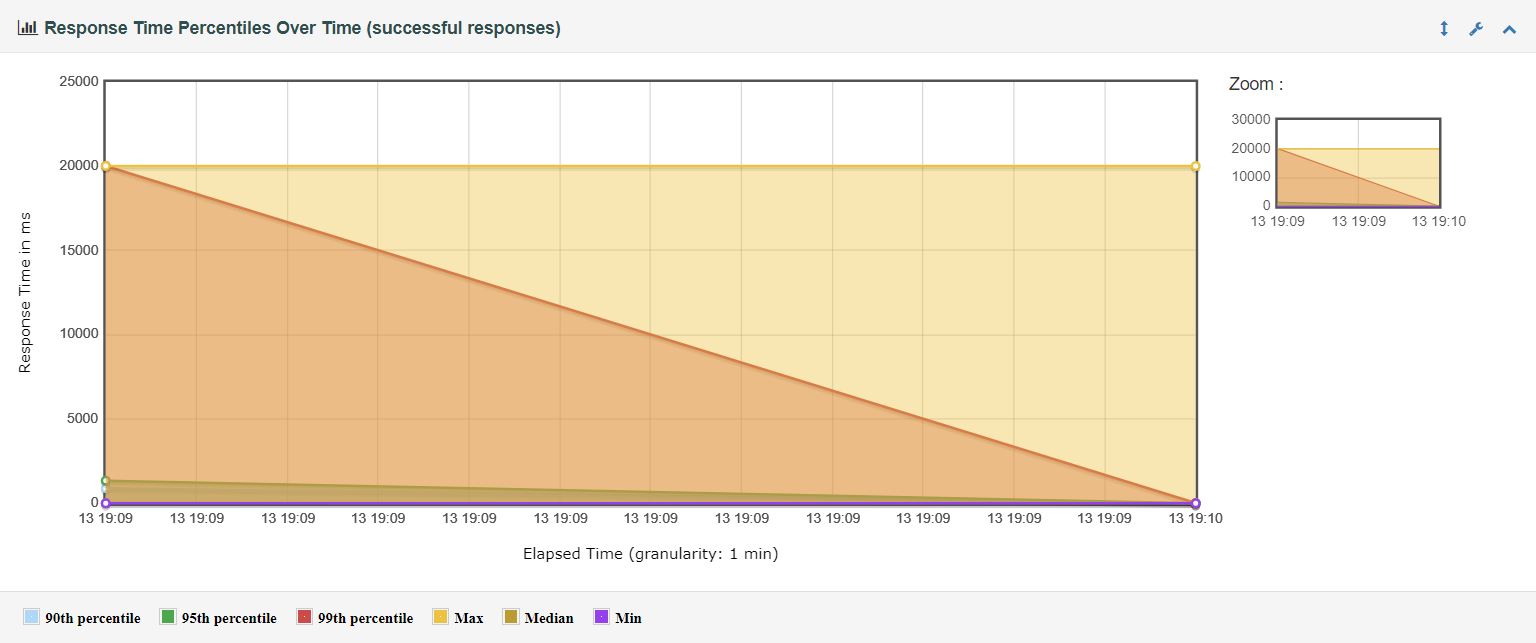 Response Time Percentiles Over Time (successful responses)
Zoom :
25000
20000
15000
10000
5000
0
Response Time in ms
13 19:09 13 19:09 13 19:09 13 19:09 13 19:09 13 19:09 13 19:09 13 19:09 13 19:09 13 19:09 13 19:09 13 19:09 13 19:10
Elapsed Time (granularity: 1 min)
30000
20000
10000
0
13 19:09 13 19:09 13 19:10
90th percentile 95th percentile 99th percentile Max Median Min